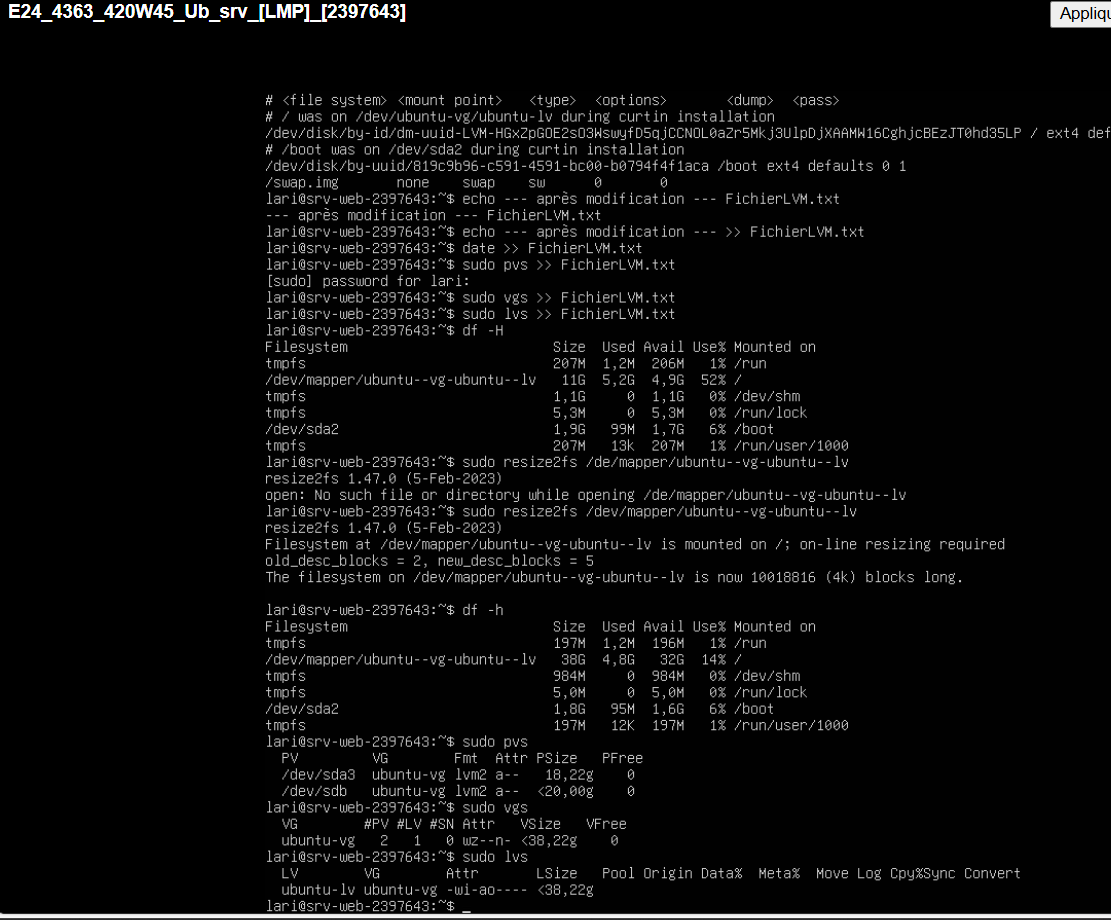 E24_4363_420W45_Ub_srv_[LMP]_[2397643]
Appliqu
# <file system> <mount point>   <type>  <options>       <dump>  <pass>
# / was on /dev/ubuntu-vg/ubuntu-lv during curtin installation
/dev/disk/by-id/dm-uuid-LVM-HGxZpGOE2sO3WswyfD5qjCCNOL0aZr5Mkj3UlpDjXAAMW16CghjcBEzJT0hd35LP / ext4 def
# /boot was on /dev/sda2 during curtin installation
/dev/disk/by-uuid/819c9b96-c591-4591-bc00-b0794f4f1aca /boot ext4 defaults 0 1
/swap.img       none    swap    sw      0       0
lari@srv-web-2397643:~$ echo --- après modification --- FichierLVM.txt
--- après modification --- FichierLVM.txt
lari@srv-web-2397643:~$ echo --- après modification --- >> FichierLVM.txt
lari@srv-web-2397643:~$ date >> FichierLVM.txt
lari@srv-web-2397643:~$ sudo pvs >> FichierLVM.txt
[sudo] password for lari:
lari@srv-web-2397643:~$ sudo vgs >> FichierLVM.txt
lari@srv-web-2397643:~$ sudo lvs >> FichierLVM.txt
lari@srv-web-2397643:~$ df -H
Filesystem                         Size  Used Avail Use% Mounted on
tmpfs                              207M  1,2M  206M   1% /run
/dev/mapper/ubuntu--vg-ubuntu--lv   11G  5,2G  4,9G  52% /
tmpfs                              1,1G     0  1,1G   0% /dev/shm
tmpfs                              5,3M     0  5,3M   0% /run/lock
/dev/sda2                          1,9G   99M  1,7G   6% /boot
tmpfs                              207M   13k  207M   1% /run/user/1000
lari@srv-web-2397643:~$ sudo resize2fs /de/mapper/ubuntu--vg-ubuntu--lv
resize2fs 1.47.0 (5-Feb-2023)
open: No such file or directory while opening /de/mapper/ubuntu--vg-ubuntu--lv
lari@srv-web-2397643:~$ sudo resize2fs /dev/mapper/ubuntu--vg-ubuntu--lv
resize2fs 1.47.0 (5-Feb-2023)
Filesystem at /dev/mapper/ubuntu--vg-ubuntu--lv is mounted on /; on-line resizing required
old_desc_blocks = 2, new_desc_blocks = 5
The filesystem on /dev/mapper/ubuntu--vg-ubuntu--lv is now 10018816 (4k) blocks long.
lari@srv-web-2397643:~$ df -h
Filesystem                         Size  Used Avail Use% Mounted on
tmpfs                              197M  1,2M  196M   1% /run
/dev/mapper/ubuntu--vg-ubuntu--lv   38G  4,8G   32G  14% /
tmpfs                              984M     0  984M   0% /dev/shm
tmpfs                              5,0M     0  5,0M   0% /run/lock
/dev/sda2                          1,8G   95M  1,6G   6% /boot
tmpfs                              197M   12K  197M   1% /run/user/1000
lari@srv-web-2397643:~$ sudo pvs
  PV         VG        Fmt  Attr PSize   PFree
  /dev/sda3  ubuntu-vg lvm2 a--   18,22g    0
  /dev/sdb   ubuntu-vg lvm2 a--  <20,00g    0
lari@srv-web-2397643:~$ sudo vgs
  VG        #PV #LV #SN Attr   VSize   VFree
  ubuntu-vg   2   1   0 wz--n- <38,22g    0
lari@srv-web-2397643:~$ sudo lvs
  LV        VG        Attr       LSize   Pool Origin Data%  Meta%  Move Log Cpy%Sync Convert
  ubuntu-lv ubuntu-vg -wi-ao---- <38,22g
lari@srv-web-2397643:~$ _